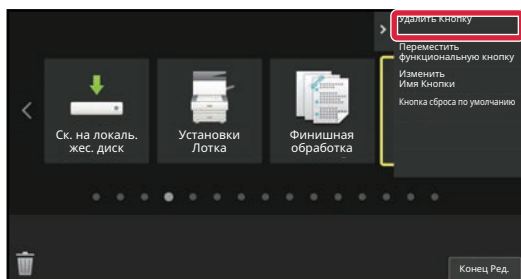 Удалить Кнопку
Переместить
функциональную кнопку
Изменить
Имя Кнопки
Кнопка сброса по умолчанию
Ск. на локаль.
жес. диск
Установки
Лотка
Финишная
обработка
Конец Ред.